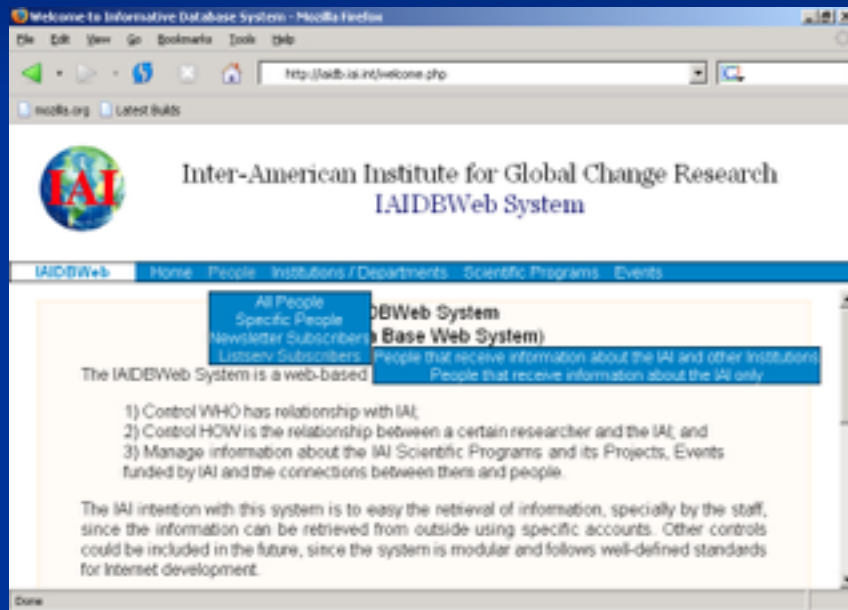 Welcome to Informative Database System - Mozilla Firefox
File Edit View Go Bookmarks Tools Help
http://iaidb.iai.int/welcome.php
mozilla.org Latest Builds
IAI
Inter-American Institute for Global Change Research
IAIDBWeb System
IAIDBWeb Home People Institutions / Departments Scientific Programs Events
All People
Specific People
Newsletter Subscribers
Listserv Subscribers
People that receive information about the IAI and other Institutions
People that receive information about the IAI only
DBWeb System
a Base Web System)
The IAIDBWeb System is a web-based
1) Control WHO has relationship with IAI;
2) Control HOW is the relationship between a certain researcher and the IAI; and
3) Manage information about the IAI Scientific Programs and its Projects, Events
funded by IAI and the connections between them and people.
The IAI intention with this system is to easy the retrieval of information, specially by the staff,
since the information can be retrieved from outside using specific accounts. Other controls
could be included in the future, since the system is modular and follows well-defined standards
for Internet development.
Done